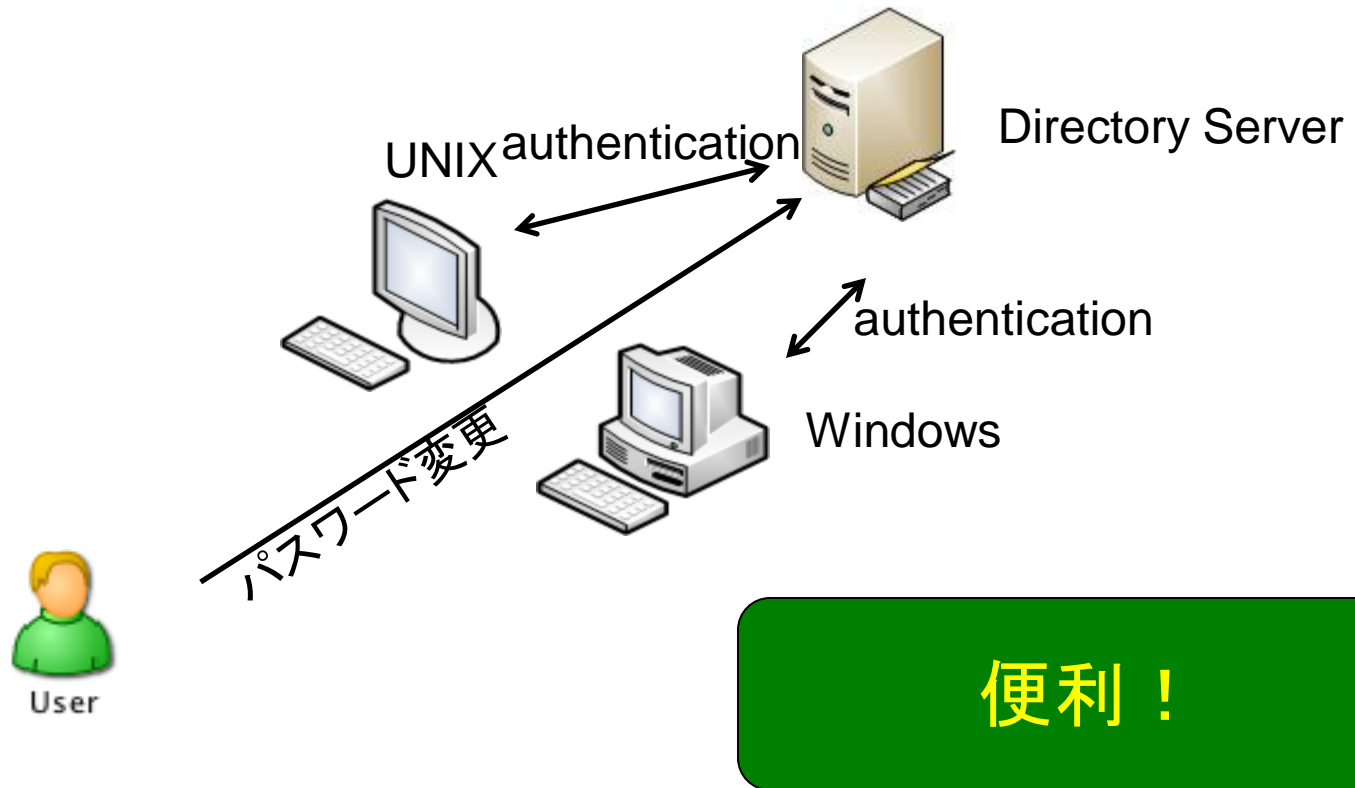 Directory Server
UNIX
authentication
authentication
Windows
パスワード変更
User
便利！